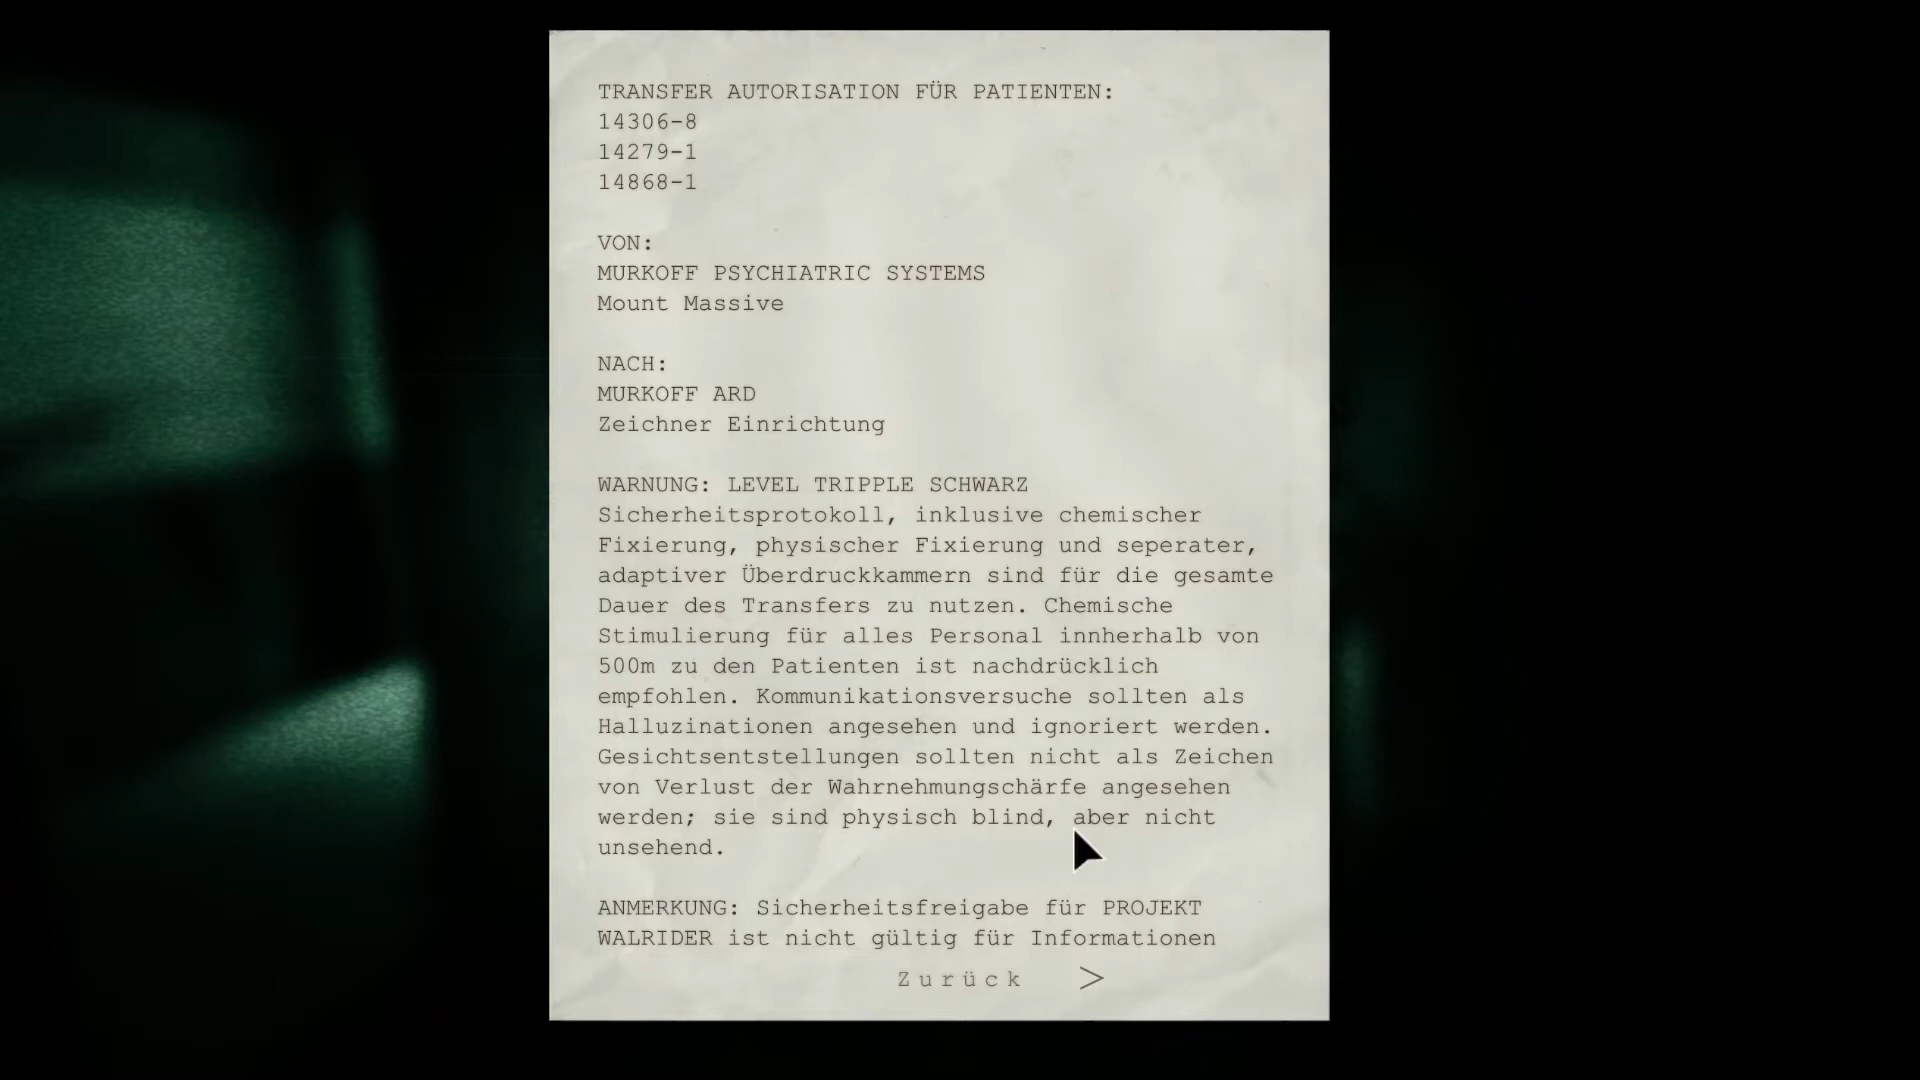 TRANSFER AUTORISATION FÜR PATIENTEN:
14306-8
14279-1
14868-1
VON:
MURKOFF PSYCHIATRIC SYSTEMS
Mount Massive
NACH:
MURKOFF ARD
Zeichner Einrichtung
WARNUNG: LEVEL TRIPPLE SCHWARZ
Sicherheitsprotokoll, inklusive chemischer
Fixierung, physischer Fixierung und seperater,
adaptiver Überdruckkammern sind für die gesamte
Dauer des Transfers zu nutzen. Chemische
Stimulierung für alles Personal innherhalb von
500m zu den Patienten ist nachdrücklich
empfohlen. Kommunikationsversuche sollten als
Halluzinationen angesehen und ignoriert werden.
Gesichtsentstellungen sollten nicht als Zeichen
von Verlust der Wahrnehmungschärfe angesehen
werden; sie sind physisch blind, aber nicht
unsehend.
ANMERKUNG: Sicherheitsfreigabe für PROJEKT
WALRIDER ist nicht gültig für Informationen
Zurück >